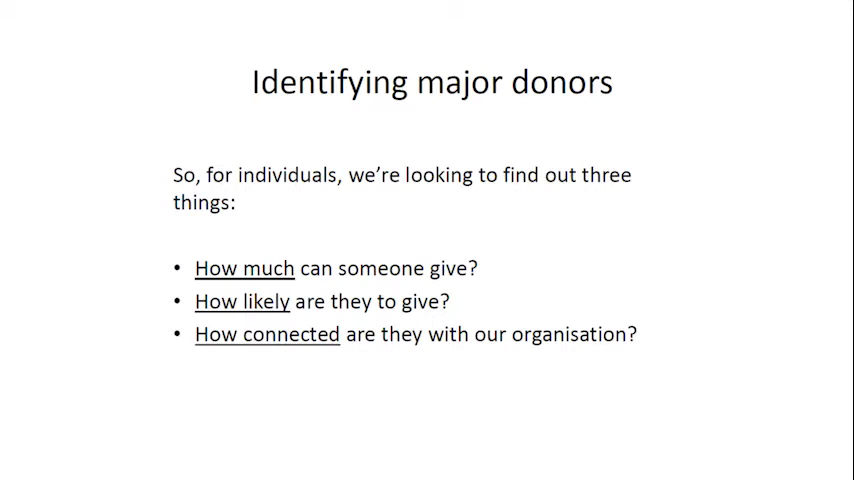 Identifying major donors
So, for individuals, we’re looking to find out three
things:
• How much can someone give?
• How likely are they to give?
• How connected are they with our organisation?